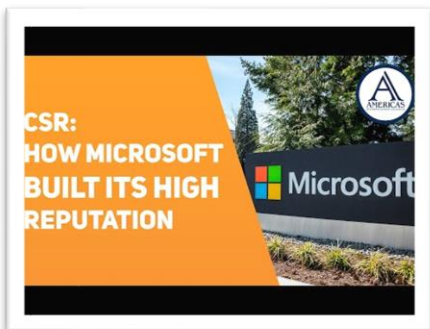 CSR:
HOW MICROSOFT
BUILT ITS HIGH
REPUTATION
Microsoft
A
AMERICAS